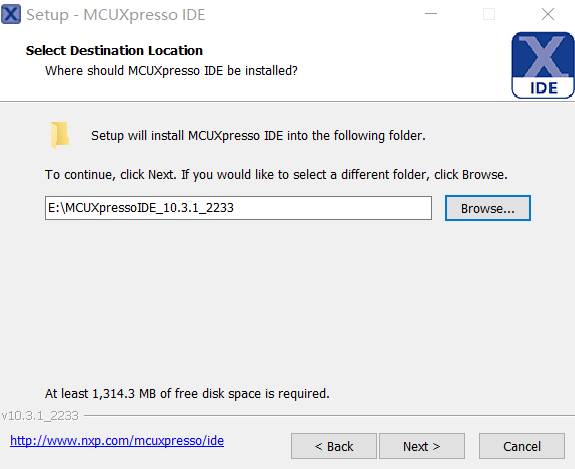 Setup - MCUXpresso IDE
Select Destination Location
Where should MCUXpresso IDE be installed?
X
IDE
Setup will install MCUXpresso IDE into the following folder.
To continue, click Next. If you would like to select a different folder, click Browse.
E:\MCUXpressoIDE_10.3.1_2233
Browse...
At least 1,314.3 MB of free disk space is required.
v10.3.1_2233
http://www.nxp.com/mcuxpresso/ide
< Back
Next >
Cancel